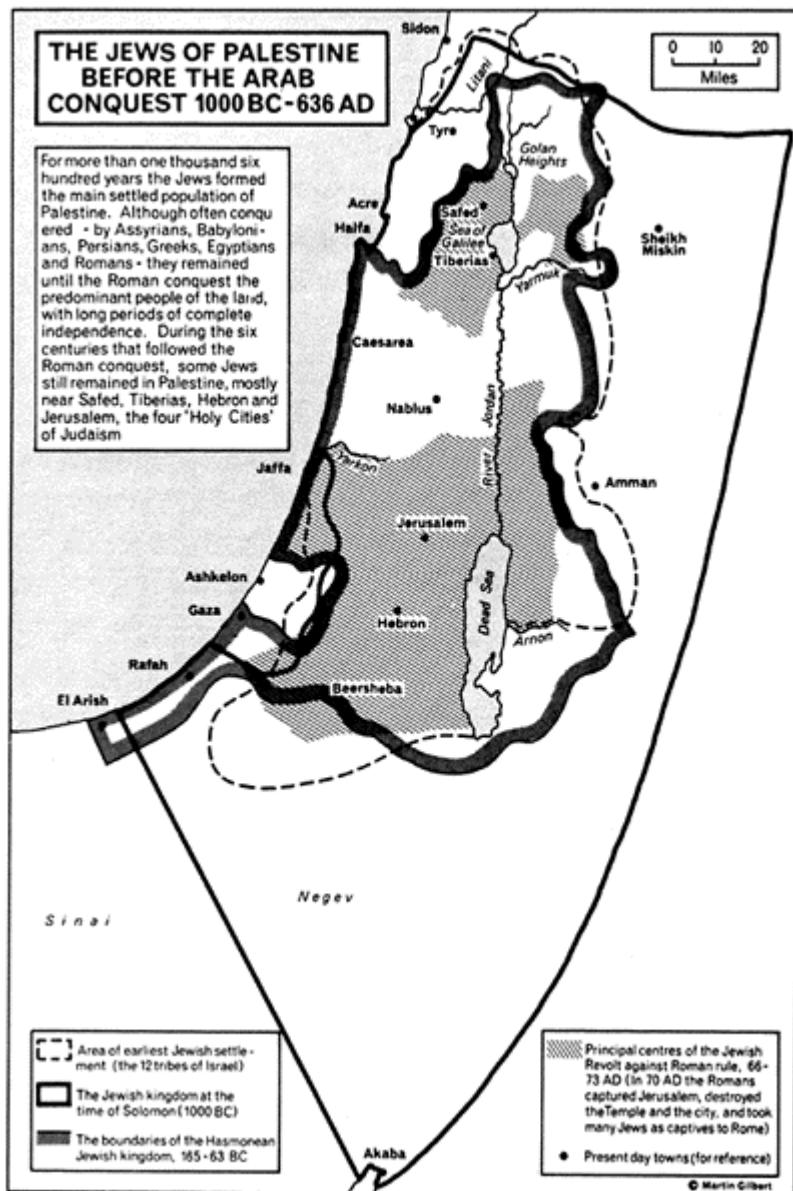 THE JEWS OF PALESTINE
BEFORE THE ARAB
CONQUEST 1000 BC-636 AD
For more than one thousand six
hundred years the Jews formed
the main settled population of
Palestine. Although often conqu
ered - by Assyrians, Babyloni-
ans, Persians, Greeks, Egyptians
and Romans - they remained
until the Roman conquest the
predominant people of the land,
with long periods of complete
independence. During the six
centuries that followed the
Roman conquest, some Jews
still remained in Palestine, mostly
near Safed, Tiberias, Hebron and
Jerusalem, the four 'Holy Cities'
of Judaism
0 10 20
Miles
Sidon
Litani
Tyre
Golan
Heights
Acre
Haifa
Safed
Sea of
Galilee
Tiberias
Sheikh
Miskin
Yarmuk
Caesarea
Nablus
River Jordan
Yarkon
Jaffa
Amman
Jerusalem
Ashkelon
Dead Sea
Gaza
Hebron
Arnon
Rafah
Beersheba
El Arish
Negev
Sinai
Akaba
Area of earliest Jewish settle-
ment (the 12 tribes of Israel)
The Jewish kingdom at the
time of Solomon (1000 BC)
The boundaries of the Hasmonean
Jewish kingdom, 165-63 BC
Principal centres of the Jewish
Revolt against Roman rule, 66-
73 AD (In 70 AD the Romans
captured Jerusalem, destroyed
the Temple and the city, and took
many Jews as captives to Rome)
Present day towns (for reference)
© Martin Gilbert